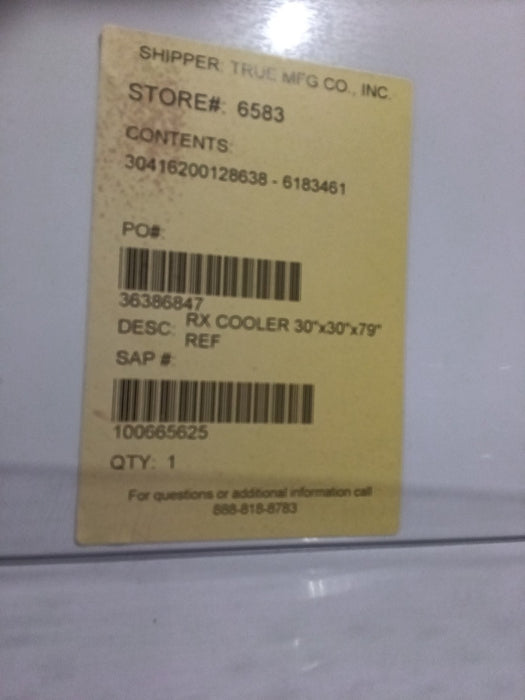 SHIPPER: TRUE MFG CO., INC.
STORE#: 6583
CONTENTS:
30416200128638 - 6183461
PO#:
36386847
DESC: RX COOLER 30"x30"x79"
REF
SAP #:
100665625
QTY: 1
For questions or additional information call
888-818-8783